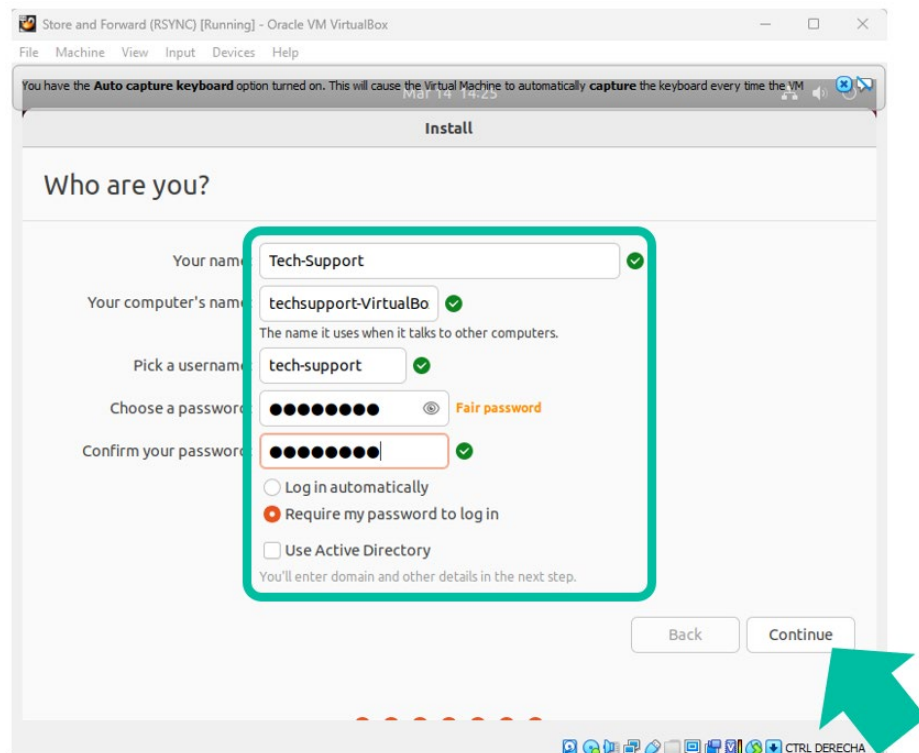 Store and Forward (RSYNC) [Running] - Oracle VM VirtualBox
File Machine View Input Devices Help
You have the Auto capture keyboard option turned on. This will cause the Virtual Machine to automatically capture the keyboard every time the VM
Mar 14 14:25
Install
Who are you?
Your name
Tech-Support
Your computer's name
techsupport-VirtualBo
The name it uses when it talks to other computers.
Pick a username
tech-support
Choose a password
Fair password
Confirm your password
Log in automatically
Require my password to log in
Use Active Directory
You'll enter domain and other details in the next step.
Back Continue
CTRL DERECHA